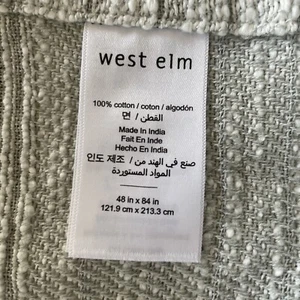 west elm
100% cotton / coton / algodón
면 / القطن
Made In India
Fait En Inde
Hecho En India
인도 제조 / صنع في الهند من
المواد المستوردة
48 in x 84 in
121.9 cm x 213.3 cm